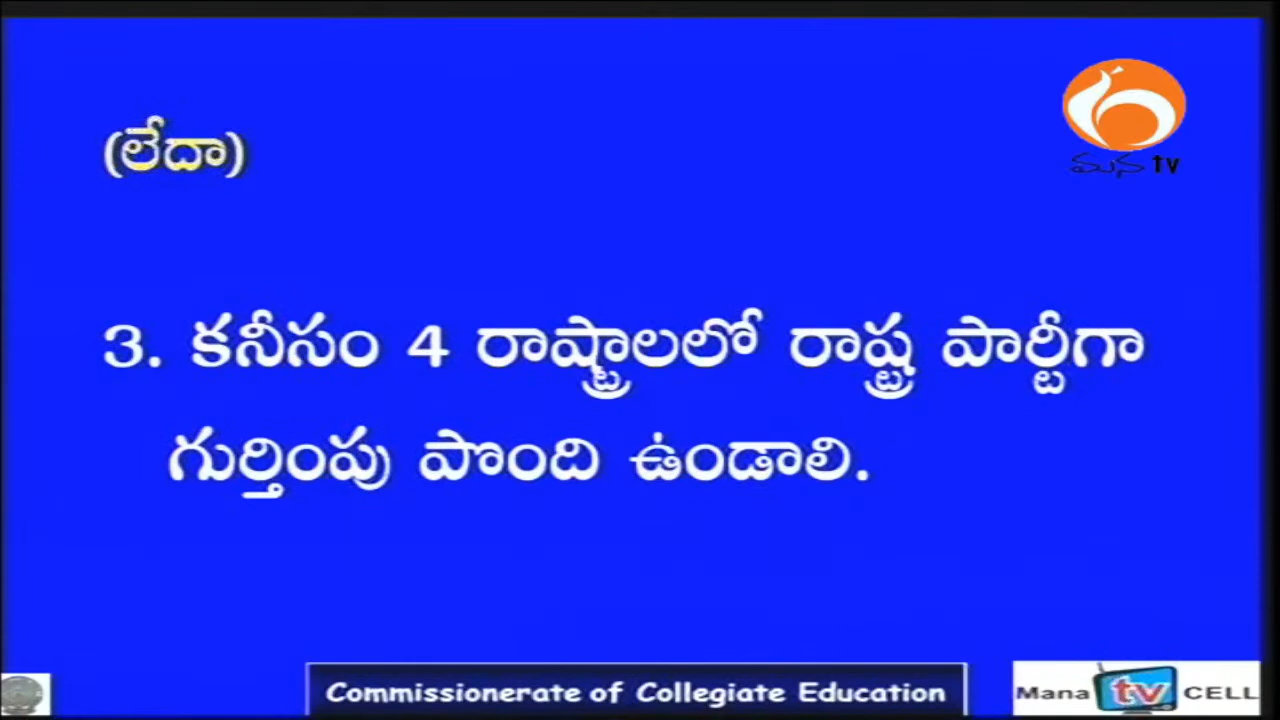 మన tv
(లేదా)
3. కనీసం 4 రాష్ట్రాలలో రాష్ట్ర పార్టీగా
గుర్తింపు పొంది ఉండాలి.
Commissionerate of Collegiate Education
Mana tv CELL